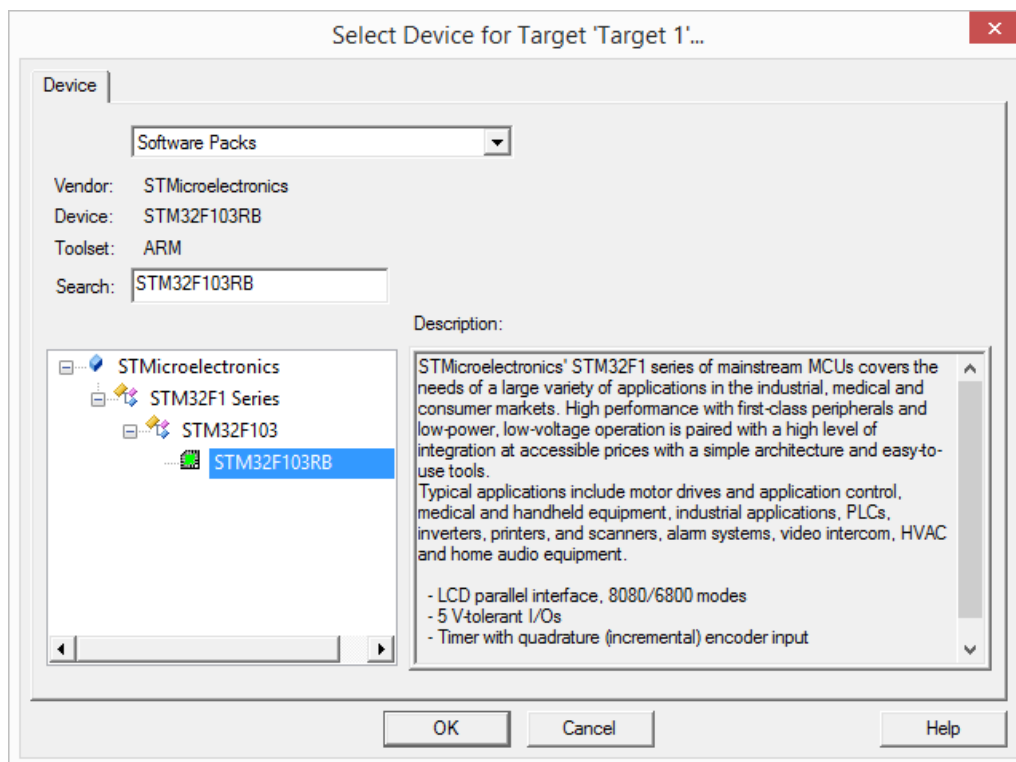 Select Device for Target 'Target 1'...
Device
Software Packs
Vendor: STMicroelectronics
Device: STM32F103RB
Toolset: ARM
Search: STM32F103RB
STMicroelectronics
STM32F1 Series
STM32F103
STM32F103RB
Description:
STMicroelectronics' STM32F1 series of mainstream MCUs covers the
needs of a large variety of applications in the industrial, medical and
consumer markets. High performance with first-class peripherals and
low-power, low-voltage operation is paired with a high level of
integration at accessible prices with a simple architecture and easy-to-
use tools.
Typical applications include motor drives and application control,
medical and handheld equipment, industrial applications, PLCs,
inverters, printers, and scanners, alarm systems, video intercom, HVAC
and home audio equipment.
- LCD parallel interface, 8080/6800 modes
- 5 V-tolerant I/Os
- Timer with quadrature (incremental) encoder input
OK Cancel Help